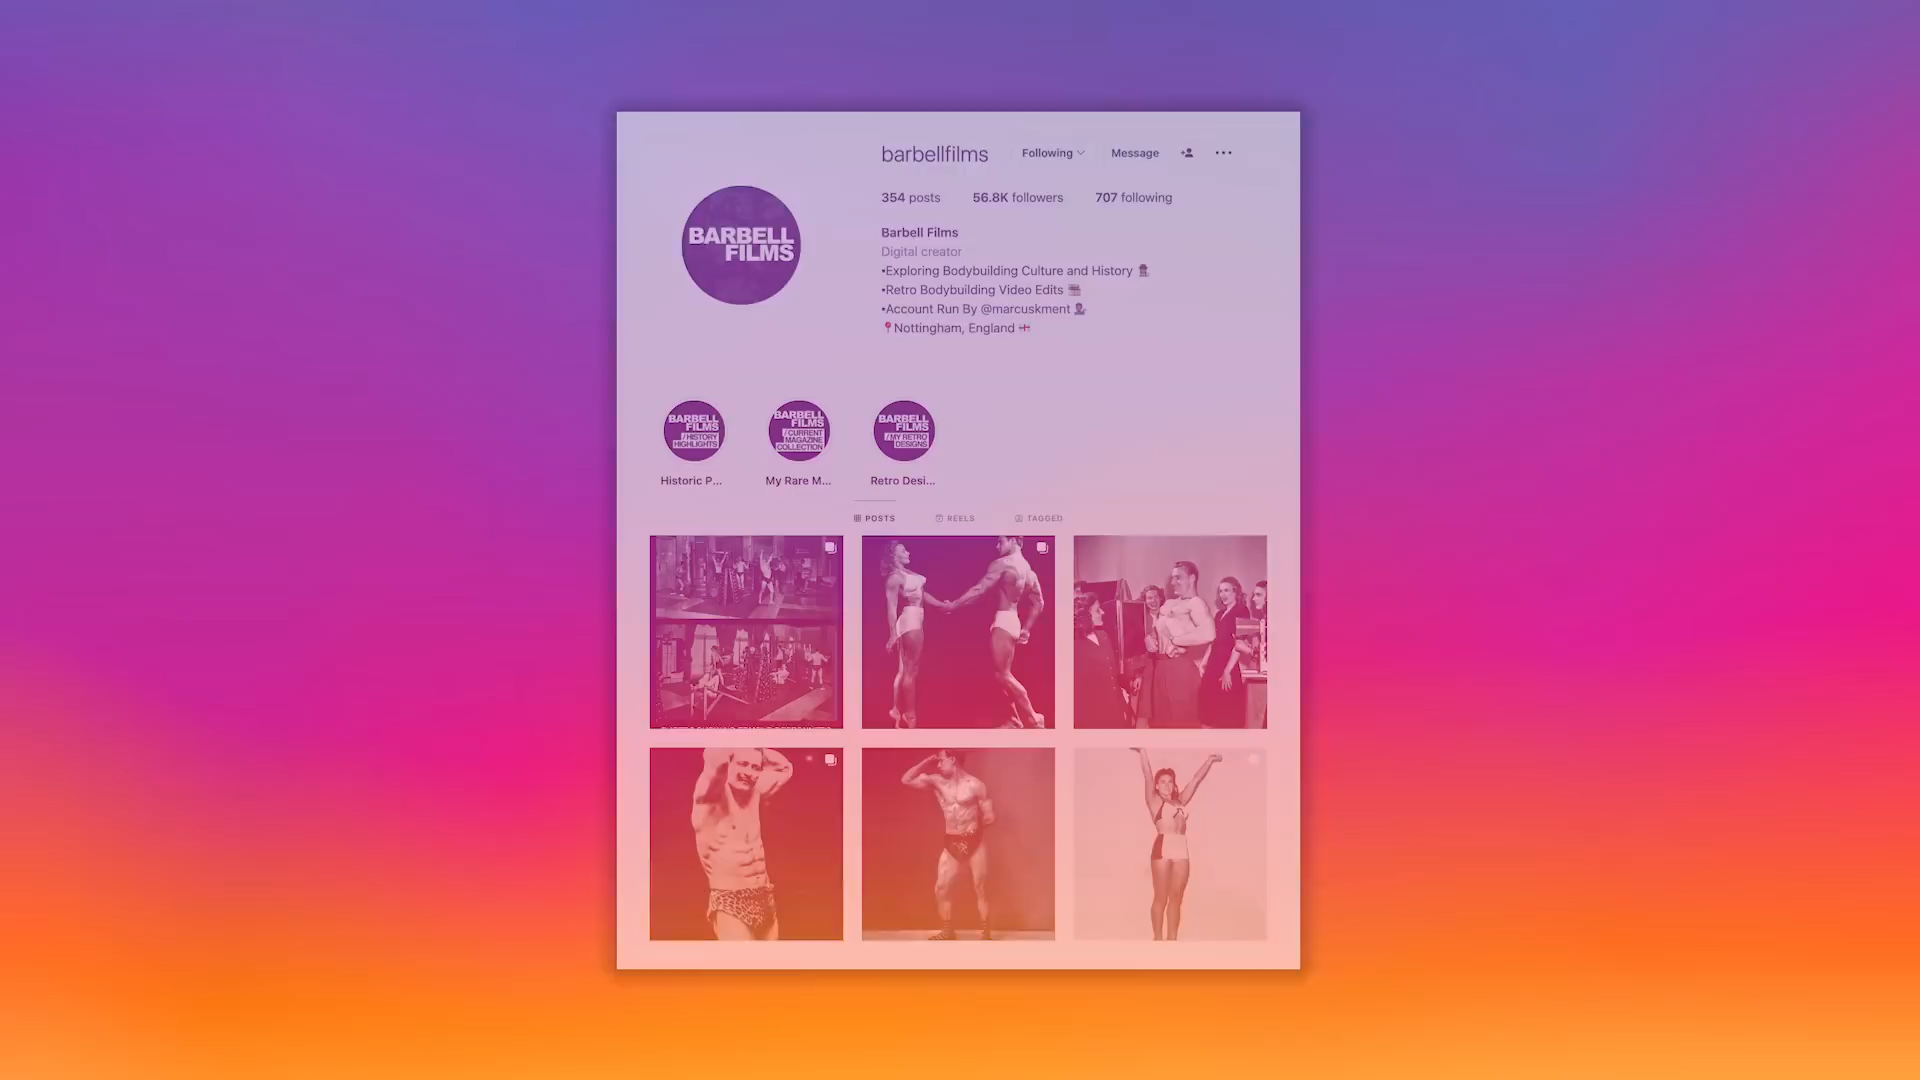 barbellfilms Following Message
354 posts 56.8K followers 707 following
BARBELL
FILMS
Barbell Films
Digital creator
•Exploring Bodybuilding Culture and History
•Retro Bodybuilding Video Edits
•Account Run By @marcuskment
Nottingham, England
BARBELL
FILMS
/ HISTORY
HIGHLIGHTS
BARBELL
FILMS
/ CURRENT
MAGAZINE
COLLECTION
BARBELL
FILMS
/ MY RETRO
DESIGNS
Historic P... My Rare M... Retro Desi...
POSTS REELS TAGGED